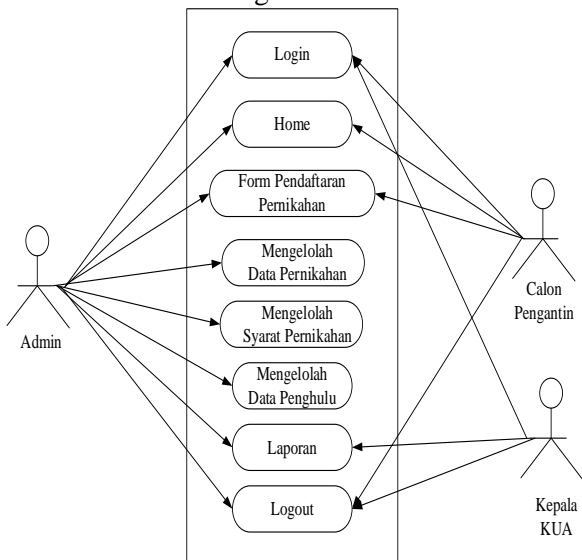 Login
Home
Form Pendaftaran
Pernikahan
Mengelolah
Data Pernikahan
Mengelolah
Syarat Pernikahan
Mengelolah
Data Penghulu
Laporan
Logout
Admin
Calon
Pengantin
Kepala
KUA